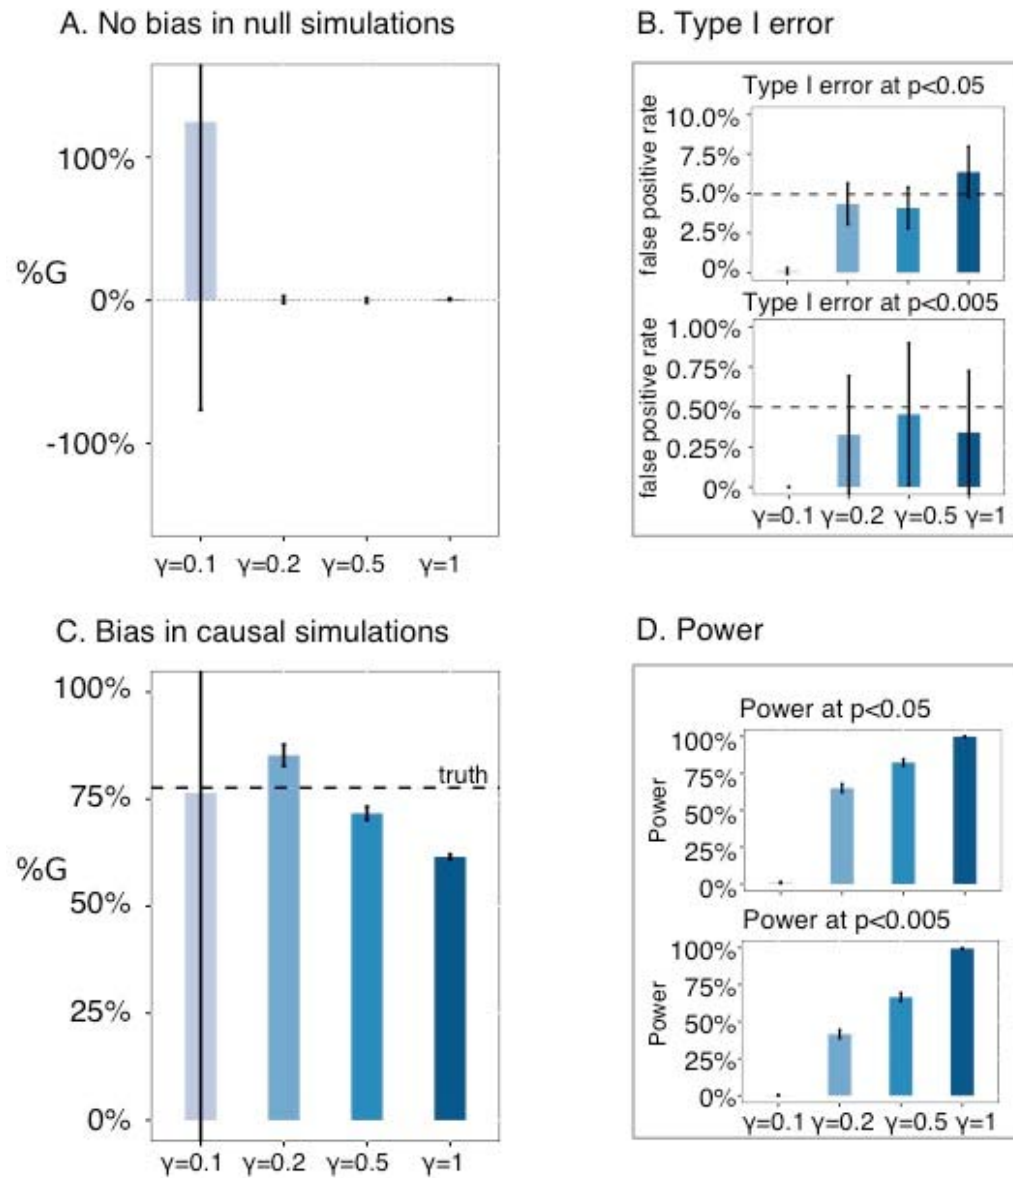 A. No bias in null simulations
100%
%G
0%
-100%
γ=0.1 γ=0.2 γ=0.5 γ=1
B. Type I error
Type I error at p<0.05
false positive rate
10.0%
7.5%
5.0%
2.5%
0%
Type I error at p<0.005
false positive rate
1.00%
0.75%
0.50%
0.25%
0%
γ=0.1 γ=0.2 γ=0.5 γ=1
C. Bias in causal simulations
100%
truth
75%
%G
50%
25%
0%
γ=0.1 γ=0.2 γ=0.5 γ=1
D. Power
Power at p<0.05
Power
100%
75%
50%
25%
0%
Power at p<0.005
Power
100%
75%
50%
25%
0%
γ=0.1 γ=0.2 γ=0.5 γ=1